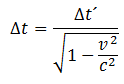 Δt = Δt´ / √(1 − v²/c²)